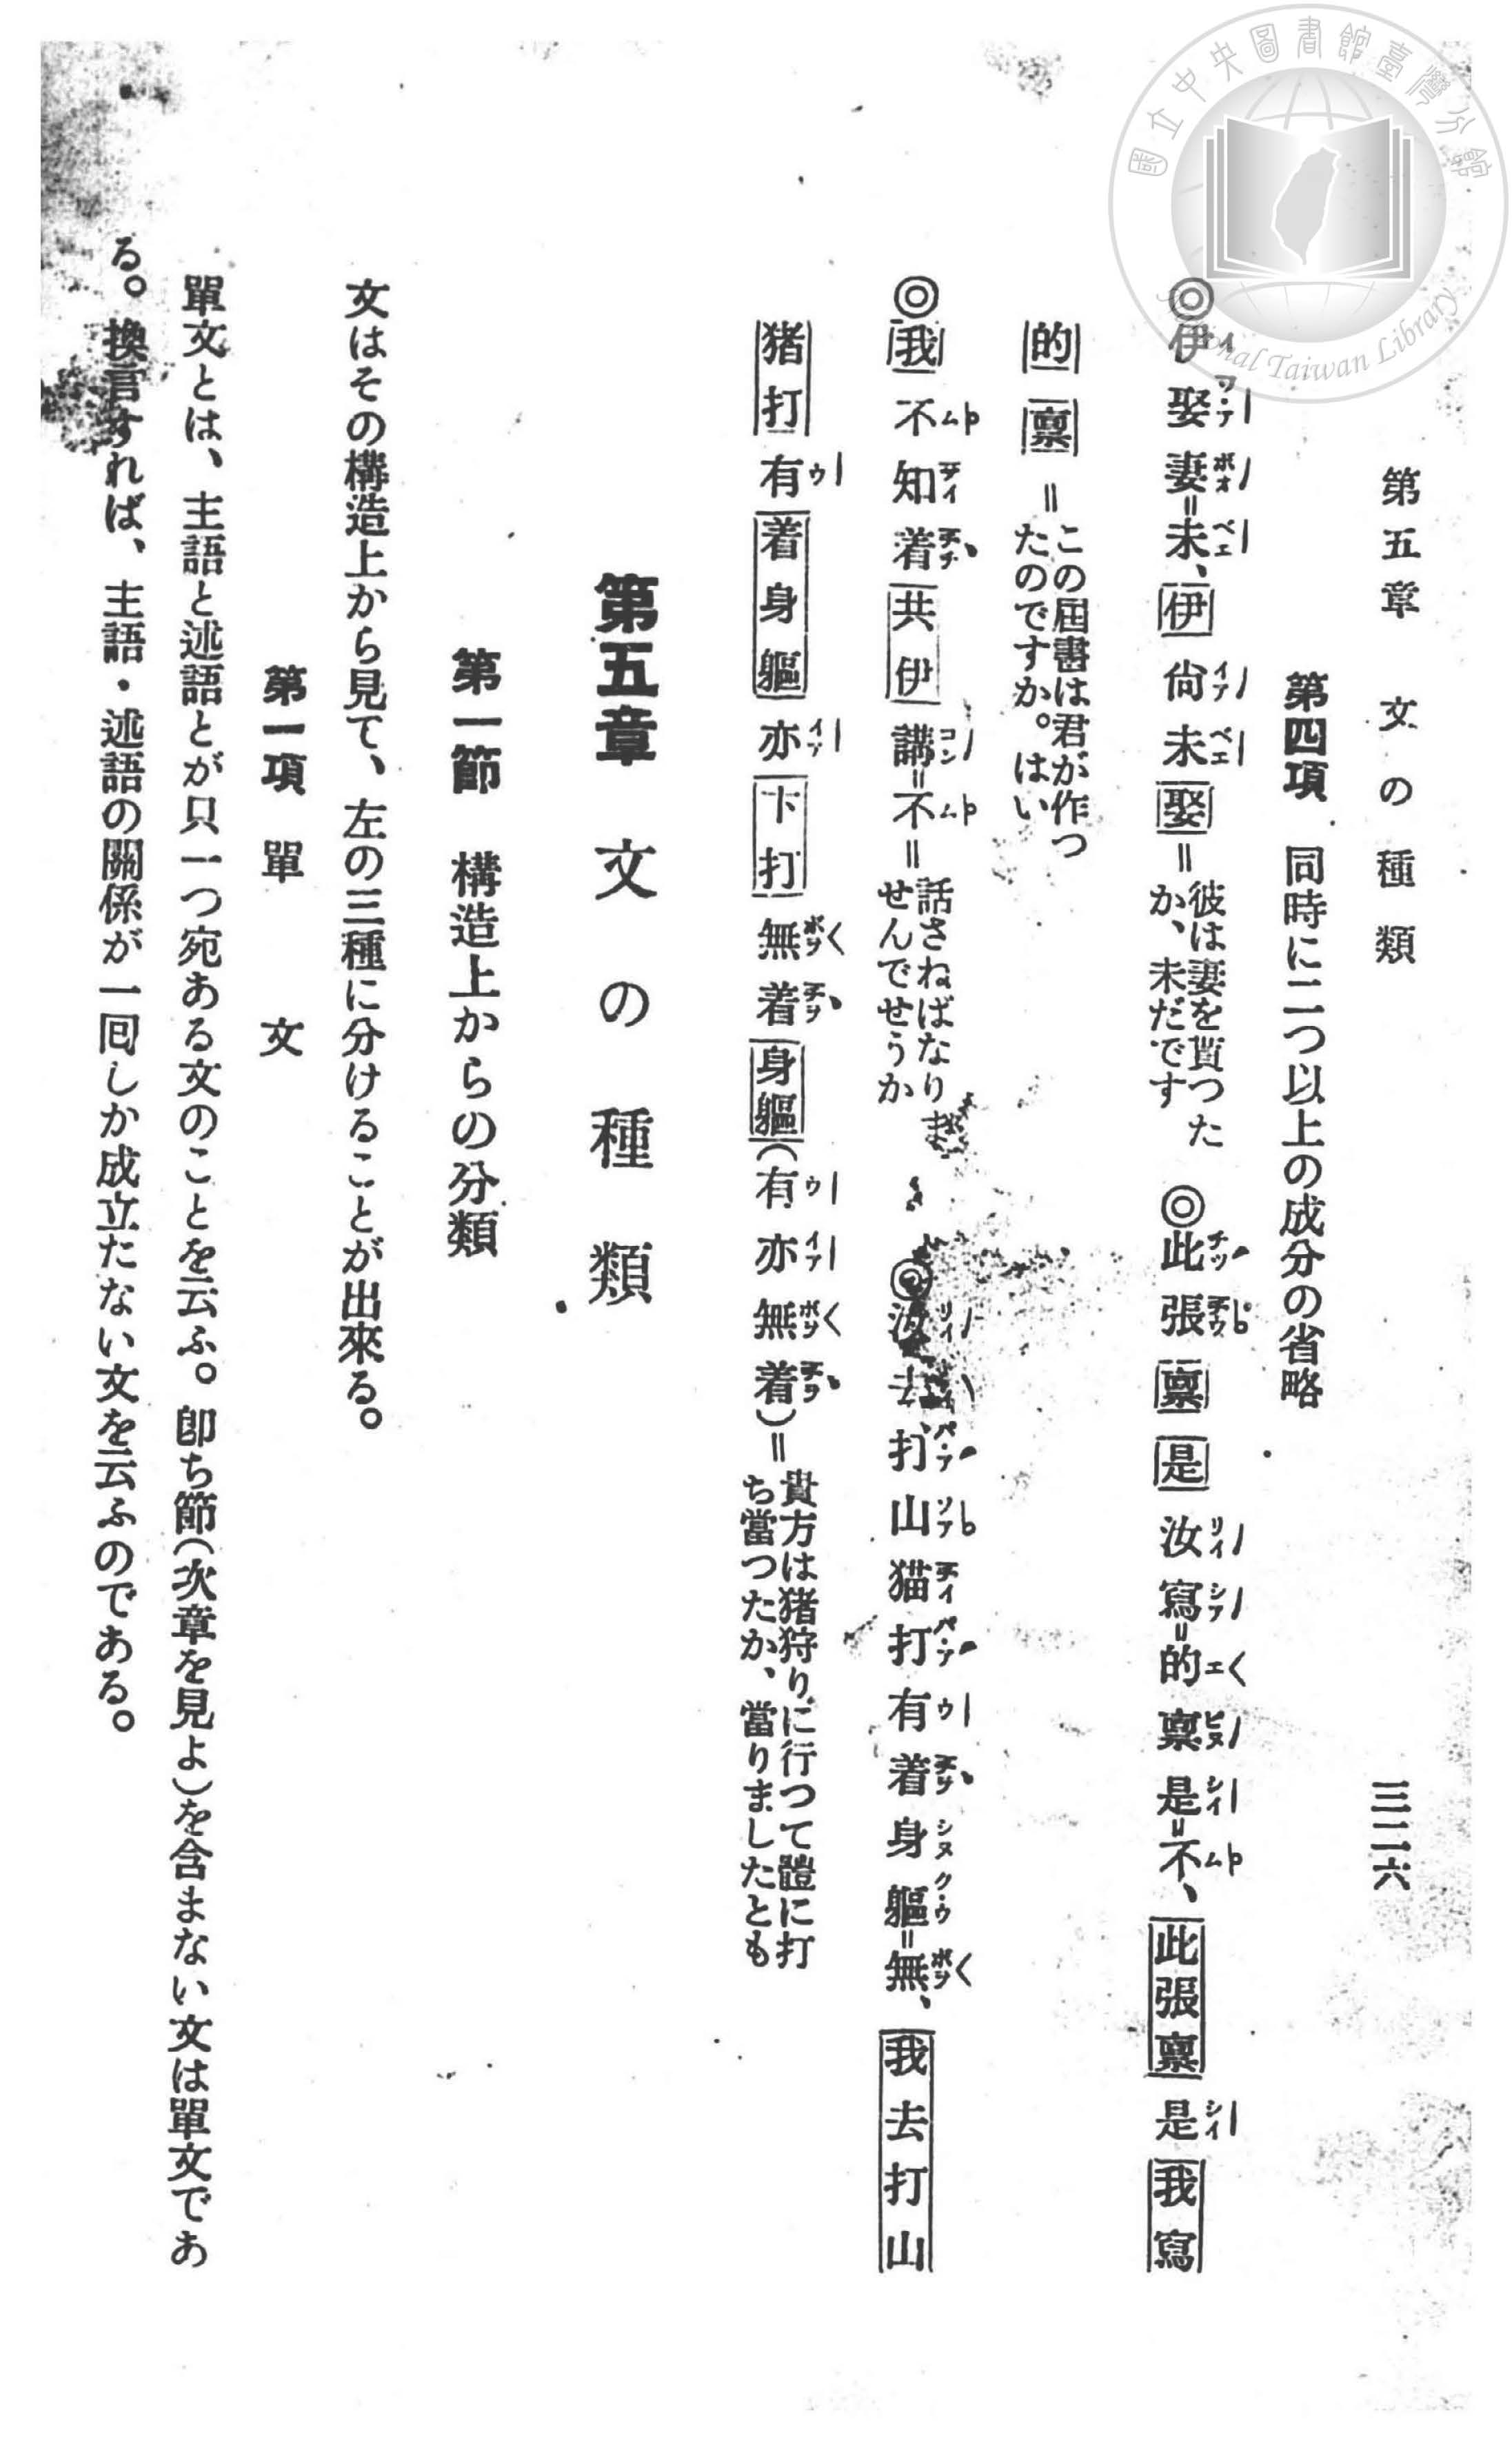 國立中央圖書館臺灣分館
National Taiwan Library
第五章 文の種類 三二六
第四項 同時に二つ以上の成分の省略
◎伊娶妻=未、伊尙未娶=彼は妻を貰つたか、未だです ◎此張稟是汝寫=的稟是=不、此張稟是我寫
的稟=この屆書は君が作つたのですか。はい
◎我不知着共伊講=不=話さねばなりませんでせうか ◎汝去打山猫打有着身軀=無、我去打山
猪打有着身軀亦下打無着身軀(有亦無着)=貴方は猪狩りに行つて體に打ち當つたか、當りましたとも
第五章 文の種類
第一節 構造上からの分類
文はその構造上から見て、左の三種に分けることが出來る。
第一項 單文
單文とは、主語と述語とが只一つ宛ある文のことを云ふ。卽ち節(次章を見よ)を含まない文は單文であ
る。換言すれば、主語・述語の關係が一囘しか成立たない文を云ふのである。